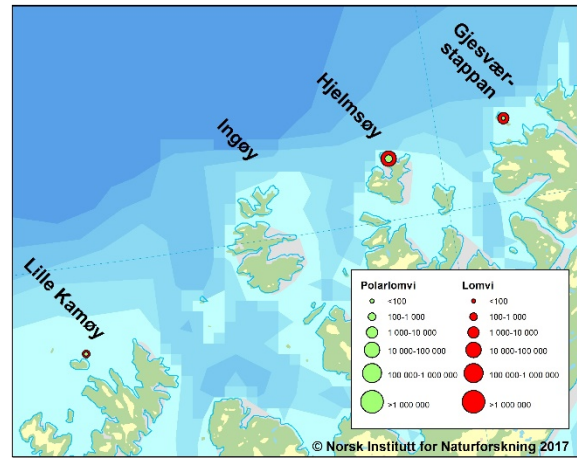 Gjesvær-
stappan
Hjelmsøy
Ingøy
Lille Kamøy
Polarlomvi Lomvi
<100 <100
100-1 000 100-1 000
1 000-10 000 1 000-10 000
10 000-100 000 10 000-100 000
100 000-1 000 000 100 000-1 000 000
>1 000 000 >1 000 000
© Norsk Institutt for Naturforskning 2017